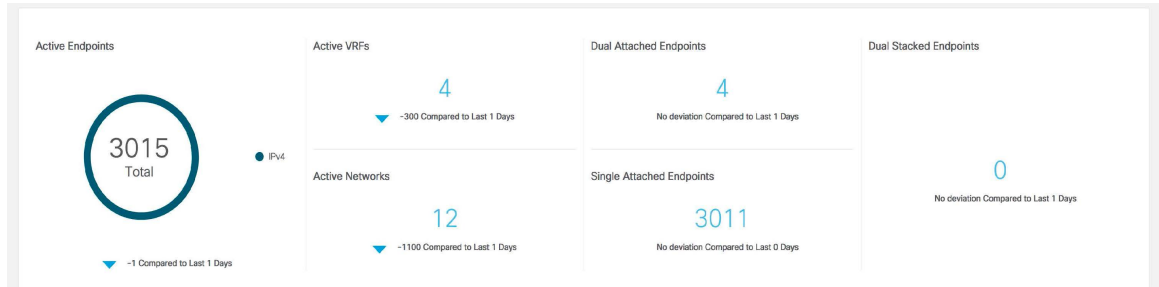 Active Endpoints
3015
Total
IPv4
-1 Compared to Last 1 Days
Active VRFs
4
-300 Compared to Last 1 Days
Active Networks
12
-1100 Compared to Last 1 Days
Dual Attached Endpoints
4
No deviation Compared to Last 1 Days
Single Attached Endpoints
3011
No deviation Compared to Last 0 Days
Dual Stacked Endpoints
0
No deviation Compared to Last 1 Days